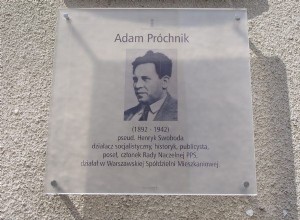 Adam Próchnik
(1892 - 1942)
pseud. Henryk Swoboda
działacz socjalistyczny, historyk, publicysta,
poseł, członek Rady Naczelnej PPS,
działał w Warszawskiej Spółdzielni Mieszkaniowej.